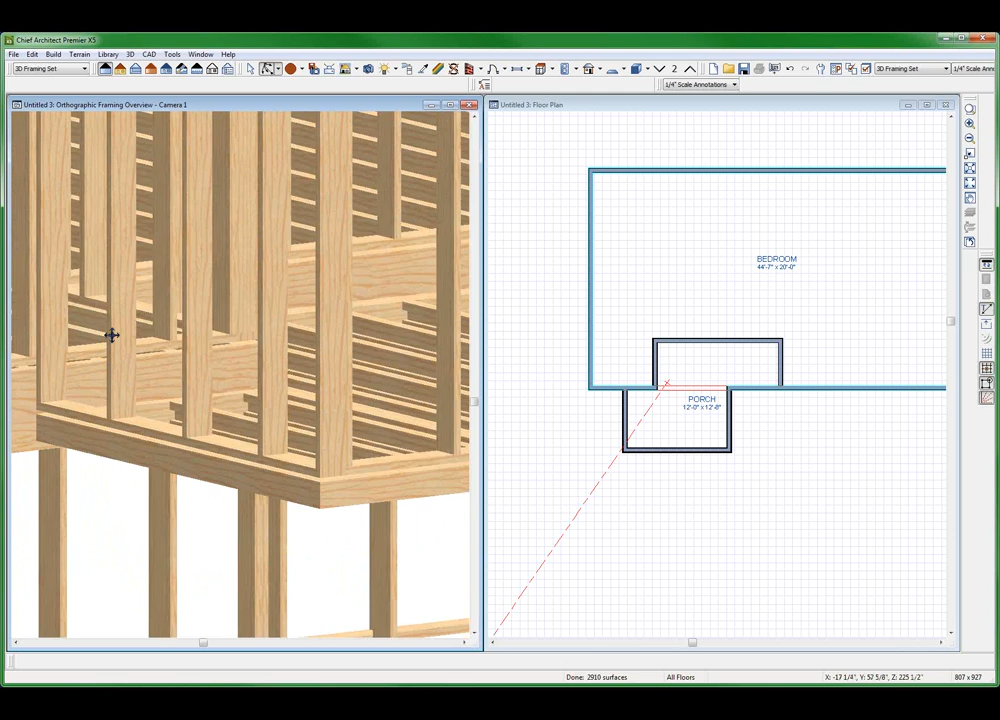 Chief Architect Premier X5
File Edit Build Terrain Library 3D CAD Tools Window Help
3D Framing Set
2
3D Framing Set
1/4" Scale Ann
1/4" Scale Annotations
Untitled 3: Orthographic Framing Overview - Camera 1
Untitled 3: Floor Plan
BEDROOM
44'-7" x 20'-0"
PORCH
12'-0" x 12'-8"
Done: 2910 surfaces
All Floors
X: -17 1/4", Y: 57 5/8", Z: 225 1/2"
807 x 927